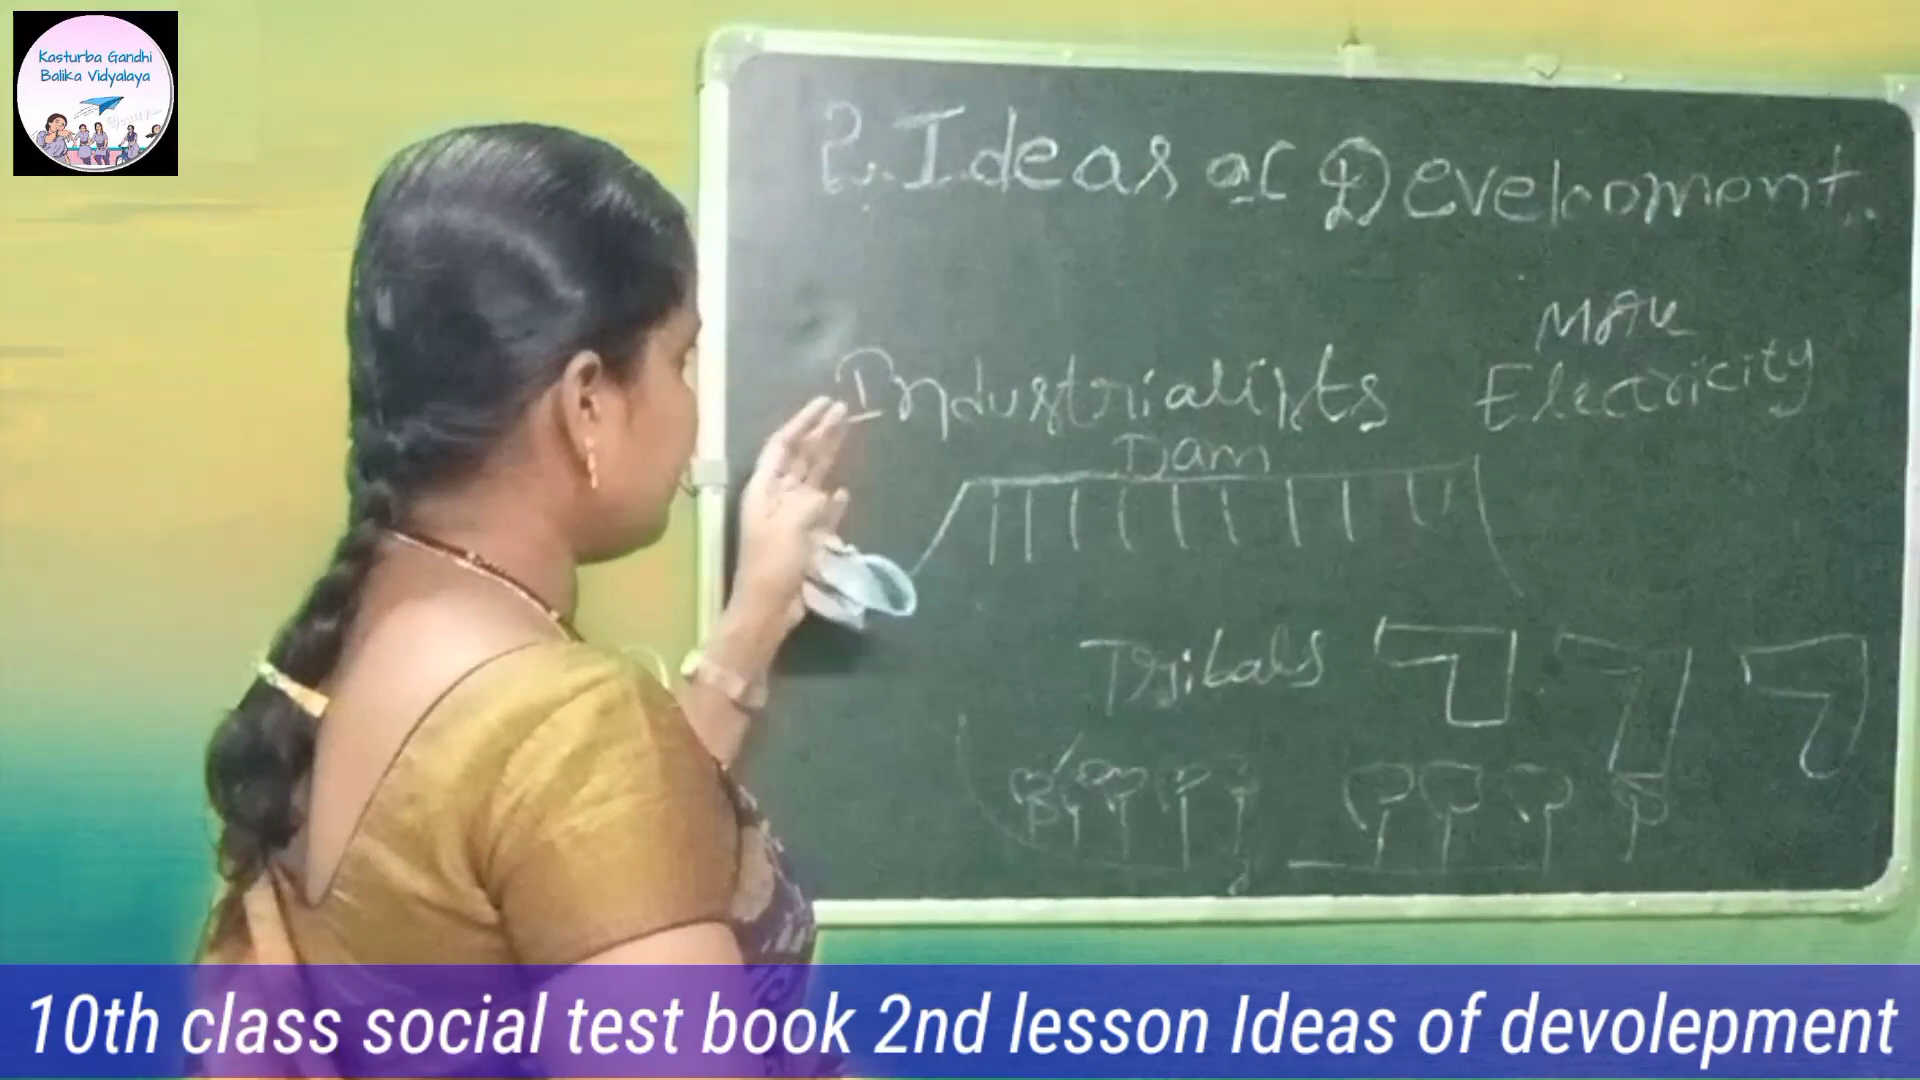 Kasturba Gandhi
Balika Vidyalaya
2. Ideas of Development.
More
Industrialists Electricity
Dam
Tribals
10th class social test book 2nd lesson Ideas of devolepment